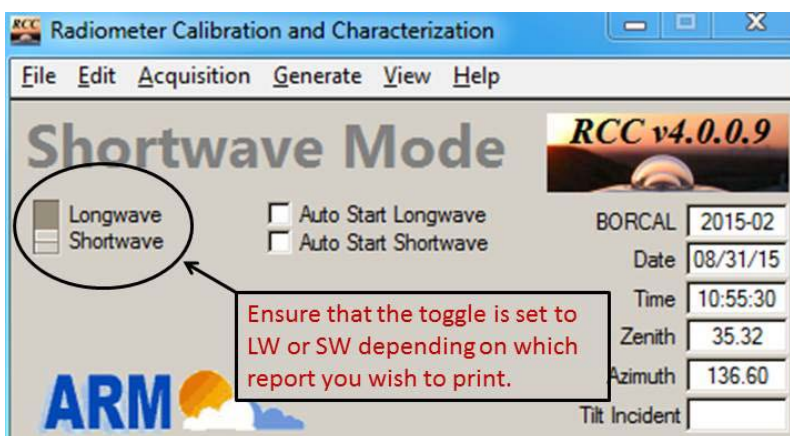 RCC Radiometer Calibration and Characterization
File Edit Acquisition Generate View Help
Shortwave Mode
RCC v4.0.0.9
Longwave
Shortwave
Auto Start Longwave
Auto Start Shortwave
BORCAL 2015-02
Date 08/31/15
Time 10:55:30
Zenith 35.32
Azimuth 136.60
Tilt Incident
Ensure that the toggle is set to
LW or SW depending on which
report you wish to print.
ARM